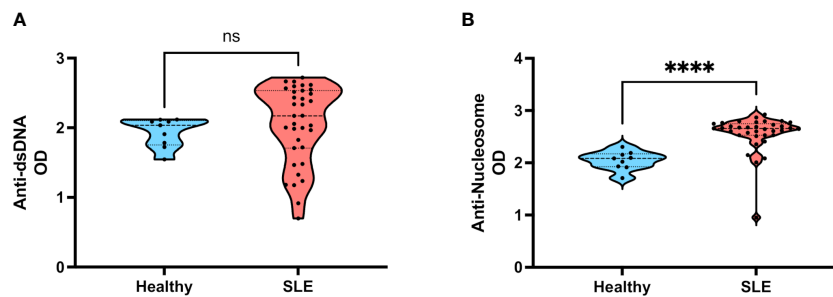 A
ns
3
2
1
0
Anti-dsDNA
OD
Healthy
SLE
B
****
4
3
2
1
0
Anti-Nucleosome
OD
Healthy
SLE